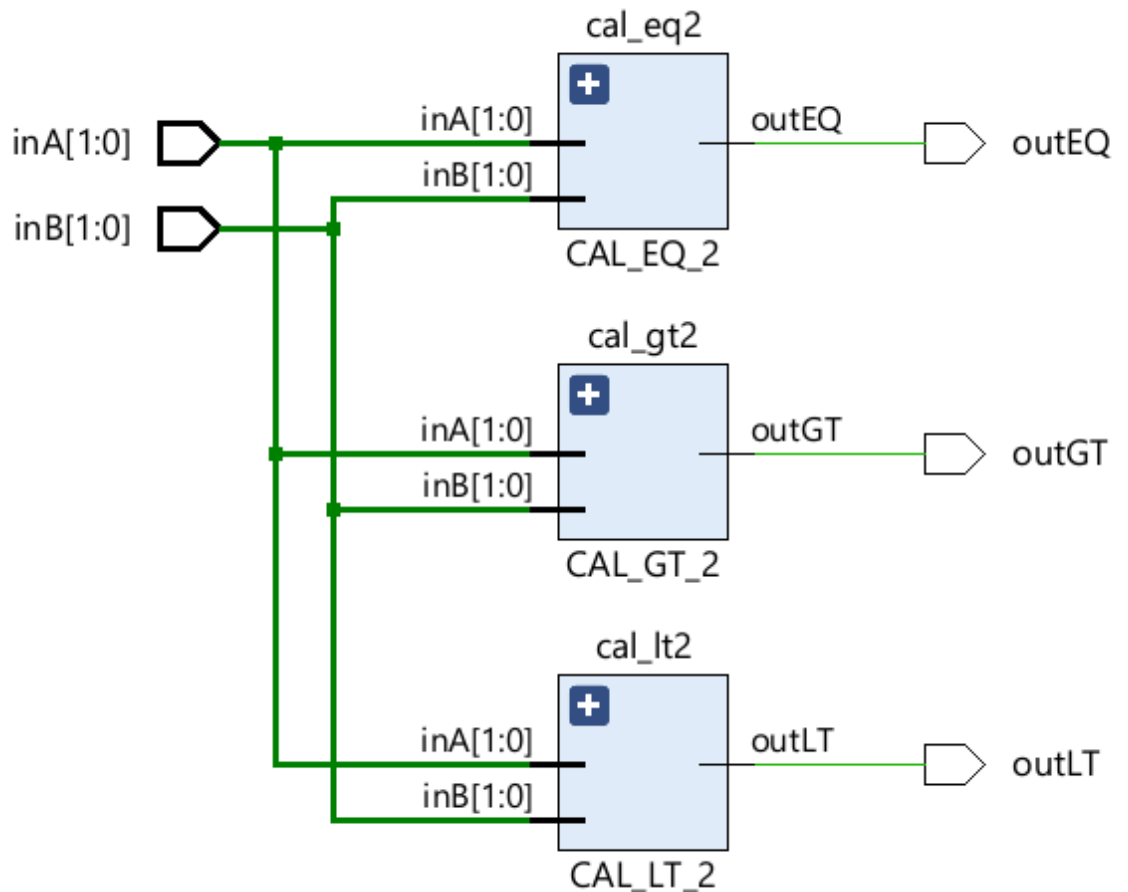 cal_eq2
inA[1:0]
inA[1:0]
outEQ
outEQ
inB[1:0]
inB[1:0]
CAL_EQ_2
cal_gt2
inA[1:0]
outGT
outGT
inB[1:0]
CAL_GT_2
cal_lt2
inA[1:0]
outLT
outLT
inB[1:0]
CAL_LT_2